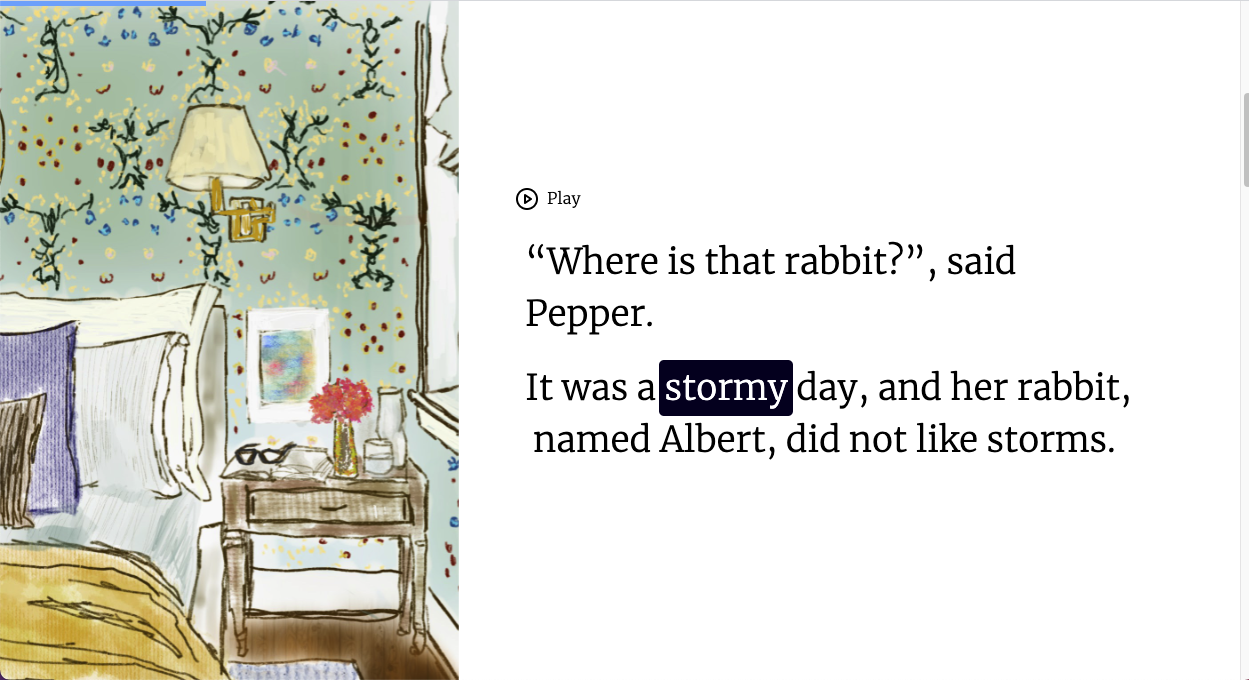 Play
“Where is that rabbit?”, said
Pepper.
It was a stormy day, and her rabbit,
named Albert, did not like storms.